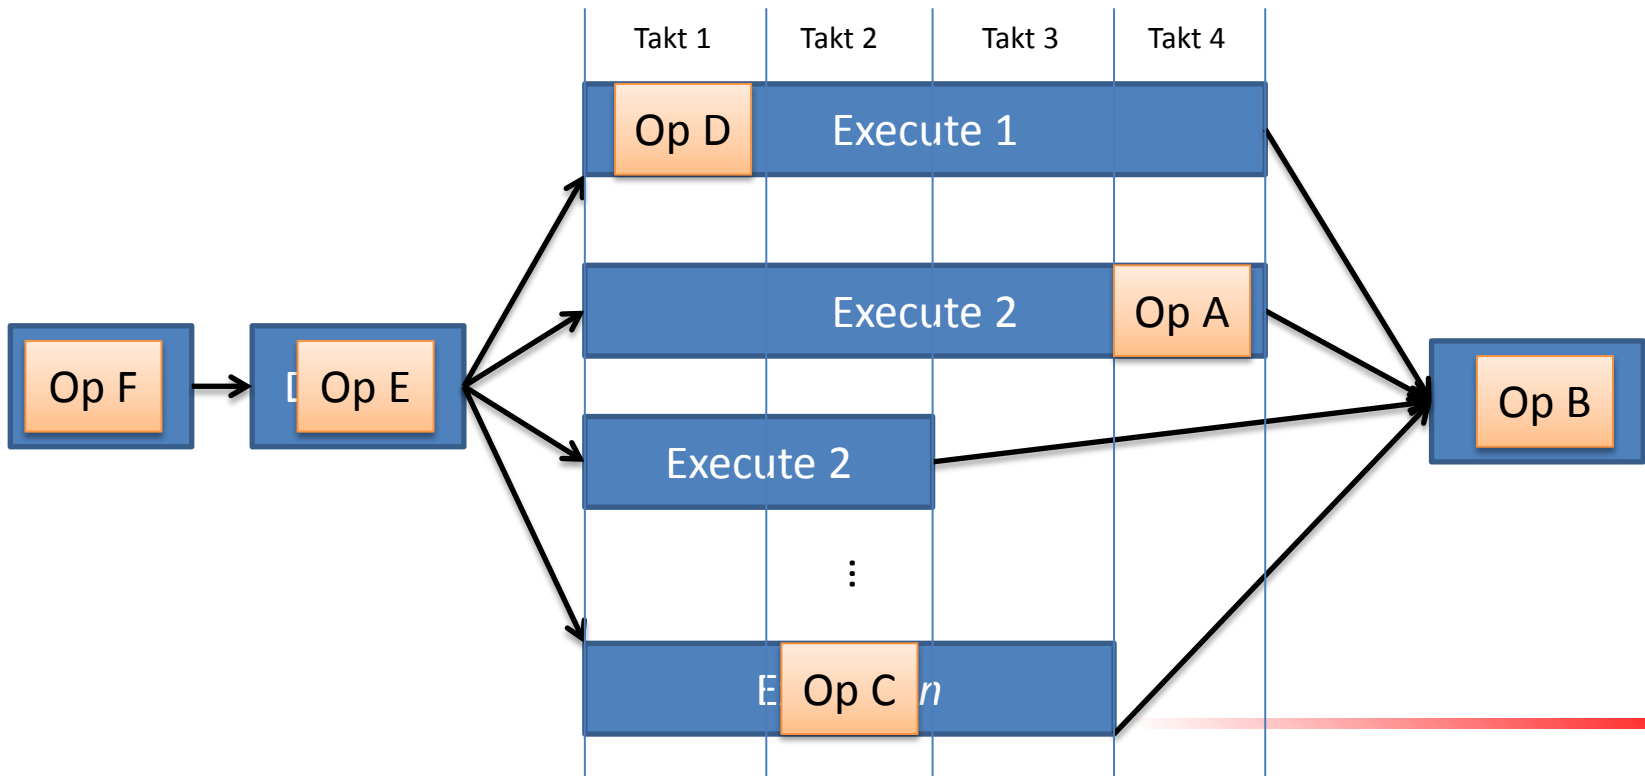 Takt 1 Takt 2 Takt 3 Takt 4
Op D Execute 1
Execute 2 Op A
Op F
D Op E
Op B
Execute 2
...
E Op C n